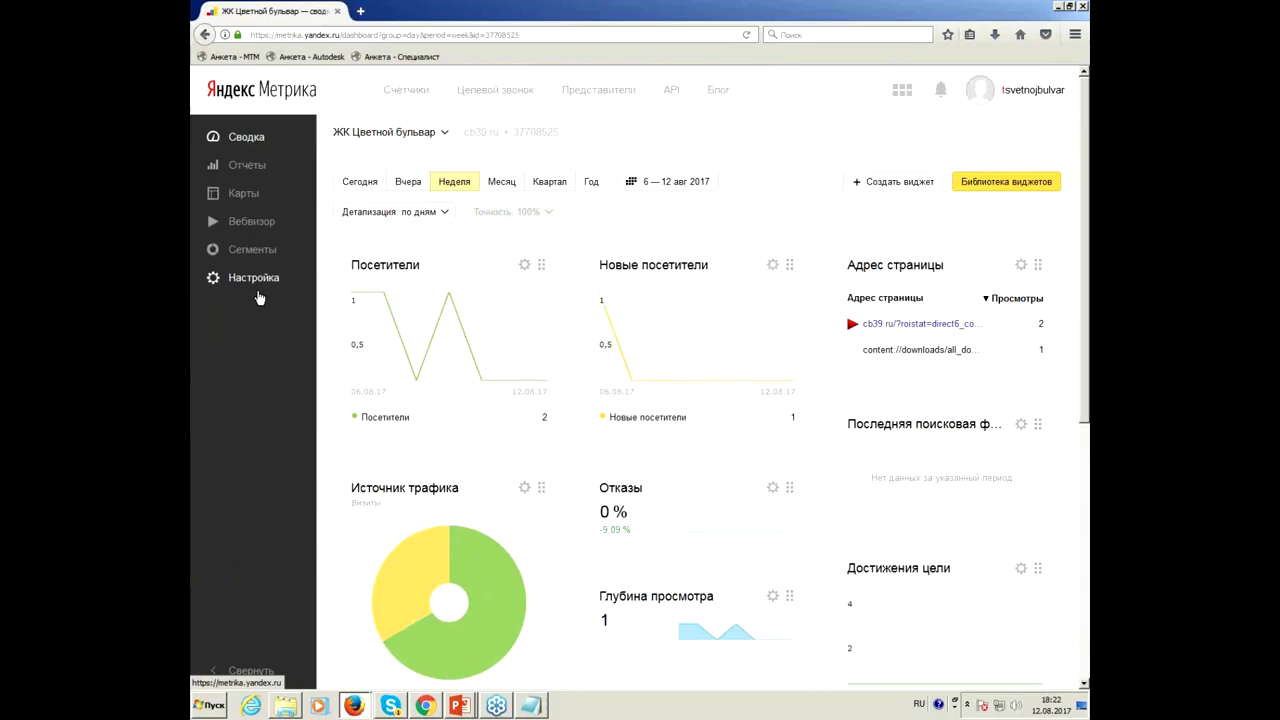 ЖК Цветной бульвар — свод
https://metrika.yandex.ru/dashboard?group=day&period=week&id=37708525
Поиск
Анкета - МТМ Анкета - Autodesk Анкета - Специалист
Яндекс Метрика
Счётчики Целевой звонок Представители API Блог
tsvetnojbulvar
Сводка
Отчёты
Карты
Вебвизор
Сегменты
Настройка
Свернуть
ЖК Цветной бульвар cb39.ru • 37708525
Сегодня Вчера Неделя Месяц Квартал Год 6 — 12 авг 2017
+ Создать виджет Библиотека виджетов
Детализация: по дням Точность: 100%
Посетители
1
0,5
06.08.17 12.08.17
Посетители 2
Новые посетители
1
0,5
06.08.17 12.08.17
Новые посетители 1
Адрес страницы
Адрес страницы ▼ Просмотры
cb39.ru/?roistat=direct6_co... 2
content://downloads/all_do... 1
Последняя поисковая ф...
Нет данных за указанный период
Источник трафика
Визиты
Отказы
0 %
-9.09 %
Глубина просмотра
1
Достижения цели
4
2
https://metrika.yandex.ru
Пуск
RU
18:22
12.08.2017